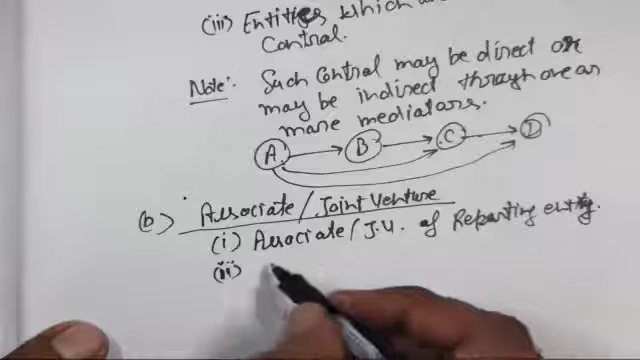 (iii) Entities which
Control.
Note: Such Control may be direct or
may be indirect through one or
more mediators.
A B C D
(b) Associate / Joint Venture
(i) Associate / J.V. of Reporting entity.
(ii)